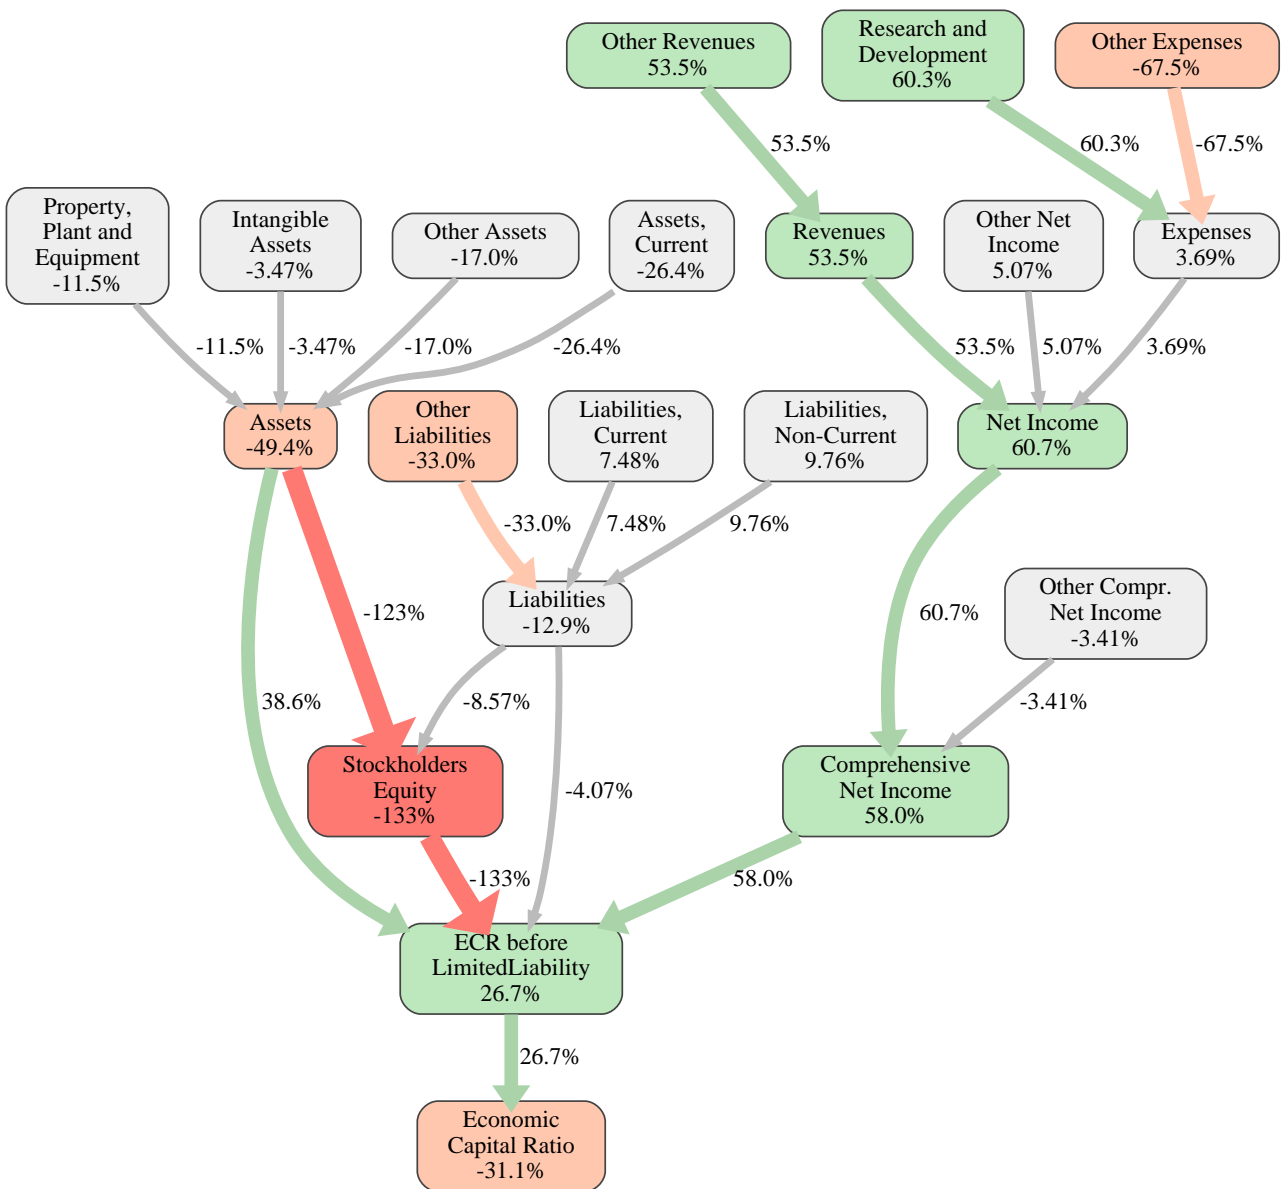 Other Revenues
53.5%
Research and
Development
60.3%
Other Expenses
-67.5%
53.5%
60.3%
-67.5%
Property,
Plant and
Equipment
-11.5%
Intangible
Assets
-3.47%
Other Assets
-17.0%
Assets,
Current
-26.4%
Revenues
53.5%
Other Net
Income
5.07%
Expenses
3.69%
-11.5%
-3.47%
-17.0%
-26.4%
53.5%
5.07%
3.69%
Assets
-49.4%
Other
Liabilities
-33.0%
Liabilities,
Current
7.48%
Liabilities,
Non-Current
9.76%
Net Income
60.7%
-33.0%
7.48%
9.76%
-123%
Liabilities
-12.9%
60.7%
Other Compr.
Net Income
-3.41%
38.6%
-8.57%
-3.41%
Stockholders
Equity
-133%
-4.07%
Comprehensive
Net Income
58.0%
-133%
58.0%
ECR before
LimitedLiability
26.7%
26.7%
Economic
Capital Ratio
-31.1%